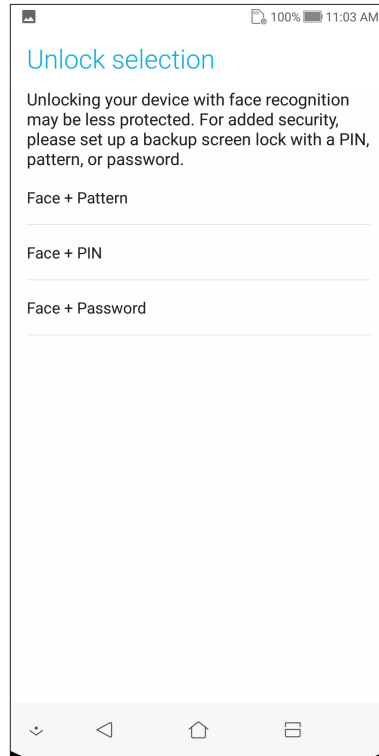 100% 11:03 AM
Unlock selection
Unlocking your device with face recognition
may be less protected. For added security,
please set up a backup screen lock with a PIN,
pattern, or password.
Face + Pattern
Face + PIN
Face + Password